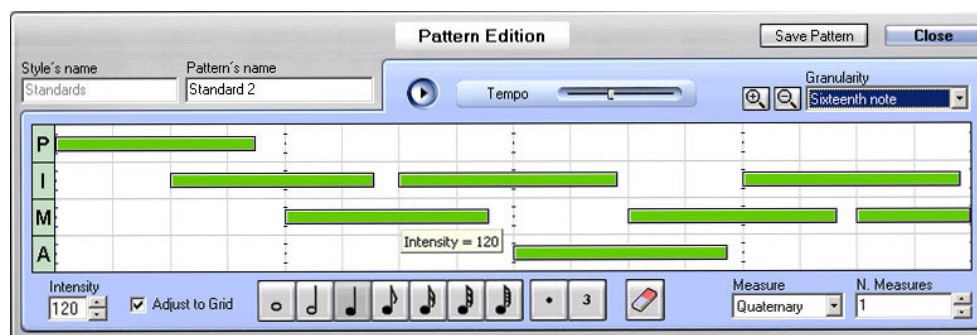 Pattern Edition
Save Pattern
Close
Style´s name
Pattern´s name
Granularity
Standards
Standard 2
Tempo
Sixteenth note
P
I
M
A
Intensity = 120
Intensity
120
Adjust to Grid
3
Measure
Quaternary
N. Measures
1